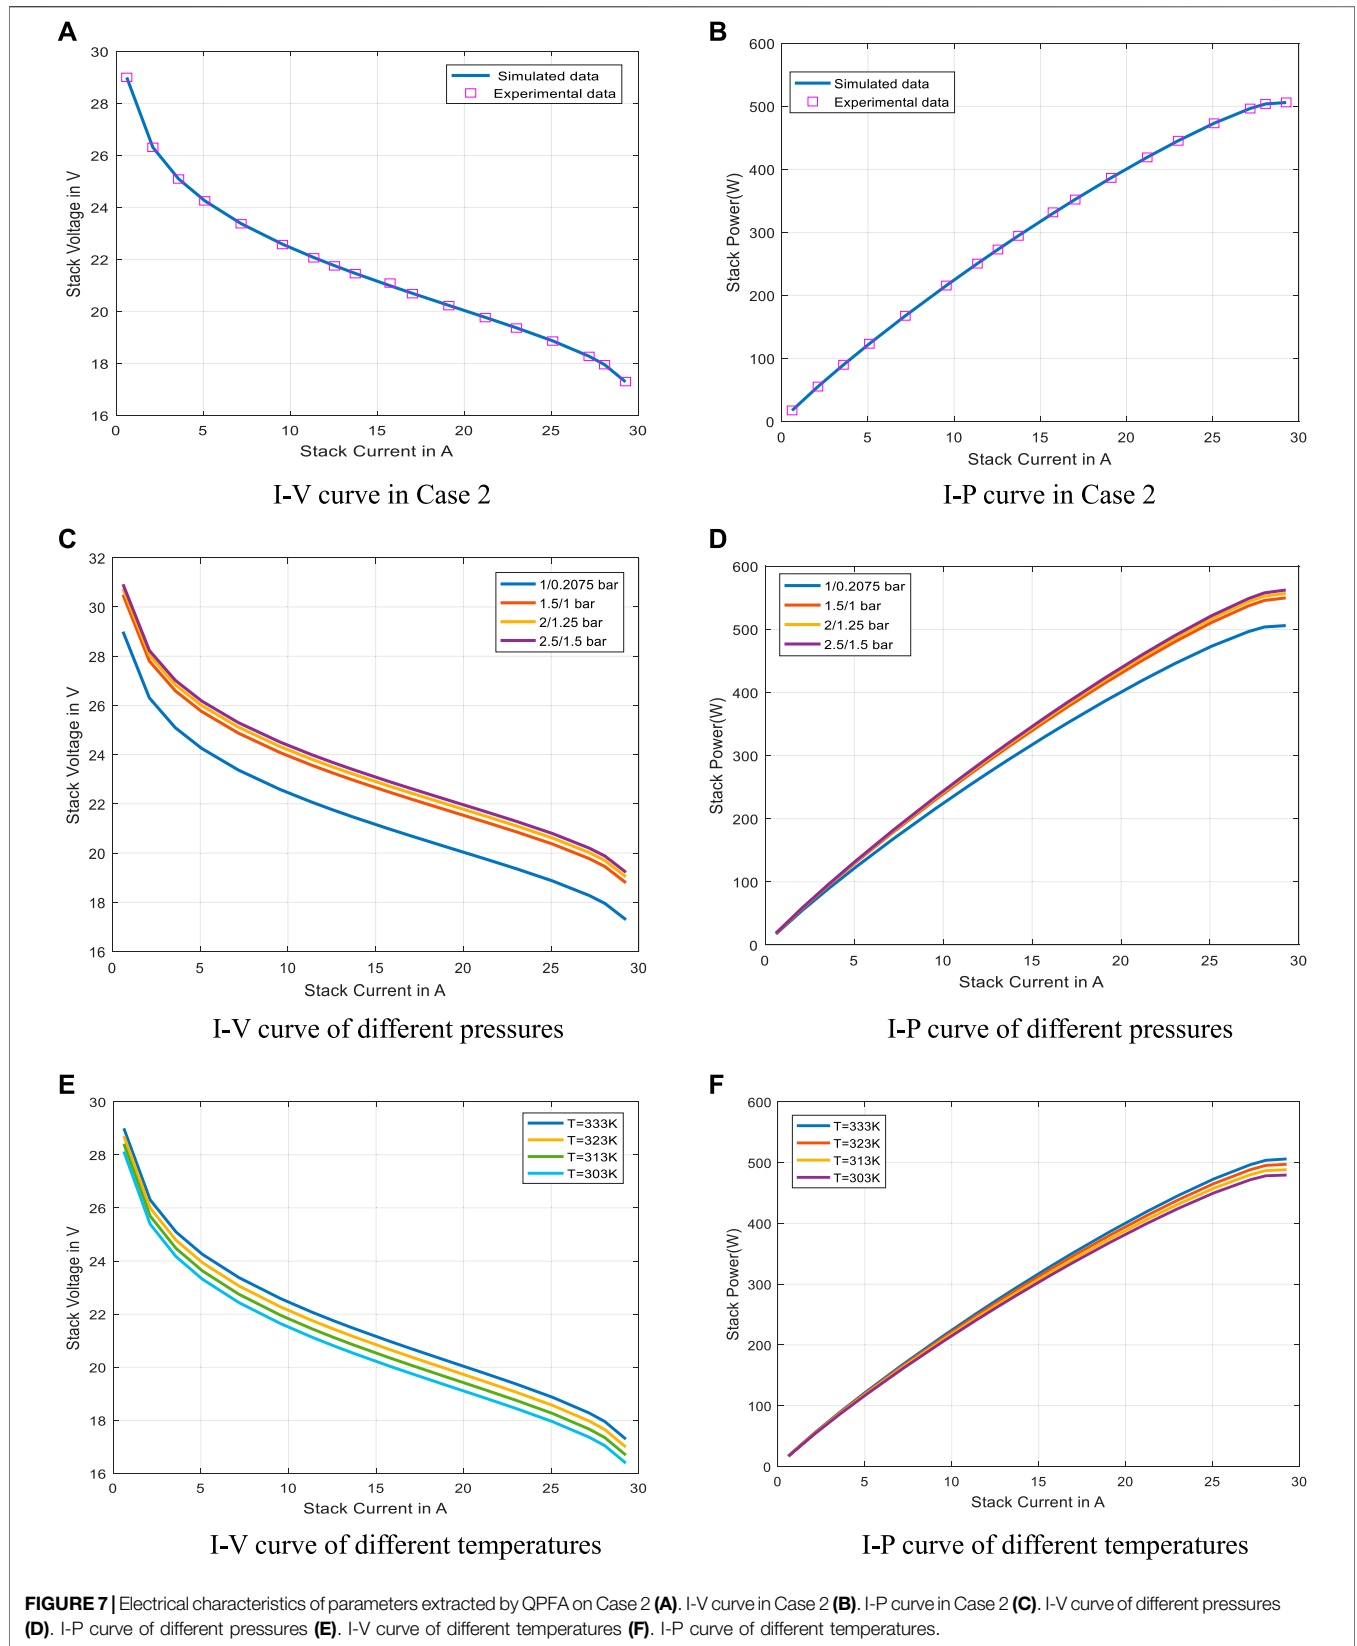 A
30
28
26
24
22
20
18
16
0 5 10 15 20 25 30
Stack Voltage in V
Stack Current in A
Simulated data
Experimental data
I-V curve in Case 2
B
600
500
400
300
200
100
0
0 5 10 15 20 25 30
Stack Power(W)
Stack Current in A
Simulated data
Experimental data
I-P curve in Case 2
C
32
30
28
26
24
22
20
18
16
0 5 10 15 20 25 30
Stack Voltage in V
Stack Current in A
1/0.2075 bar
1.5/1 bar
2/1.25 bar
2.5/1.5 bar
I-V curve of different pressures
D
600
500
400
300
200
100
0
0 5 10 15 20 25 30
Stack Power(W)
Stack Current in A
1/0.2075 bar
1.5/1 bar
2/1.25 bar
2.5/1.5 bar
I-P curve of different pressures
E
30
28
26
24
22
20
18
16
0 5 10 15 20 25 30
Stack Voltage in V
Stack Current in A
T=333K
T=323K
T=313K
T=303K
I-V curve of different temperatures
F
600
500
400
300
200
100
0
0 5 10 15 20 25 30
Stack Power(W)
Stack Current in A
T=333K
T=323K
T=313K
T=303K
I-P curve of different temperatures
FIGURE 7 | Electrical characteristics of parameters extracted by QPFA on Case 2 (A). I-V curve in Case 2 (B). I-P curve in Case 2 (C). I-V curve of different pressures
(D). I-P curve of different pressures (E). I-V curve of different temperatures (F). I-P curve of different temperatures.